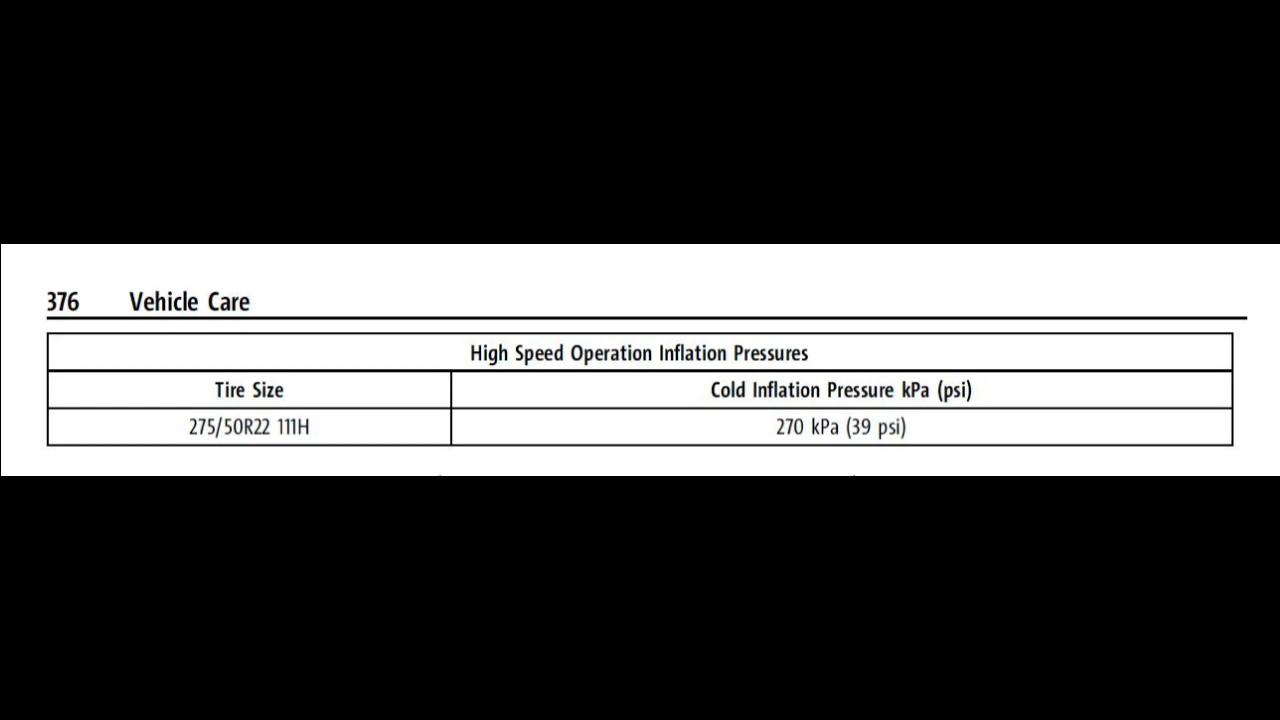 376 Vehicle Care
High Speed Operation Inflation Pressures
Tire Size Cold Inflation Pressure kPa (psi)
275/50R22 111H 270 kPa (39 psi)